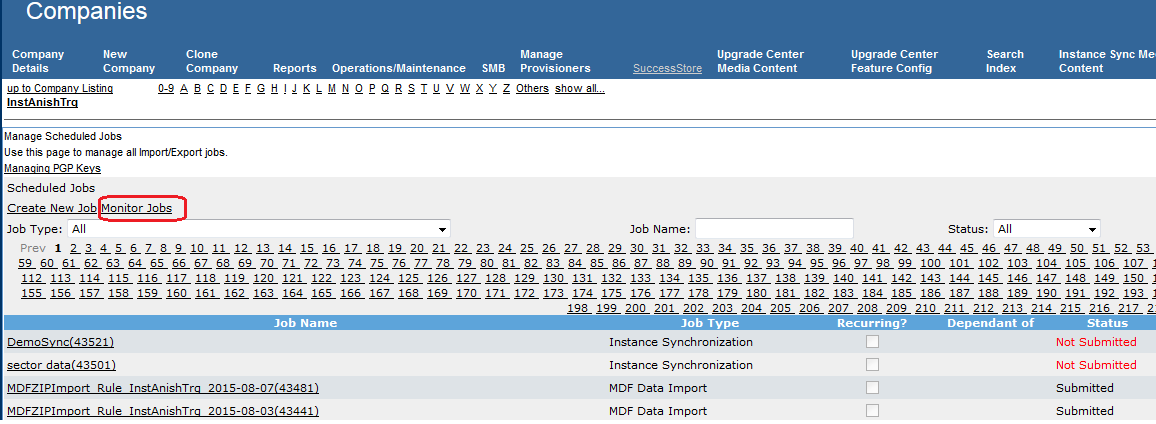 Companies
Company Details New Company Clone Company Reports Operations/Maintenance SMB Manage Provisioners SuccessStore Upgrade Center Media Content Upgrade Center Feature Config Search Index Instance Sync Content
up to Company Listing 0-9 A B C D E F G H I J K L M N O P Q R S T U V W X Y Z Others show all...
InstAnishTrg
Manage Scheduled Jobs
Use this page to manage all Import/Export jobs.
Managing PGP Keys
Scheduled Jobs
Create New Job Monitor Jobs
Job Type: All Job Name: Status: All
Prev 1 2 3 4 5 6 7 8 9 10 11 12 13 14 15 16 17 18 19 20 21 22 23 24 25 26 27 28 29 30 31 32 33 34 35 36 37 38 39 40 41 42 43 44 45 46 47 48 49 50 51 52 53
59 60 61 62 63 64 65 66 67 68 69 70 71 72 73 74 75 76 77 78 79 80 81 82 83 84 85 86 87 88 89 90 91 92 93 94 95 96 97 98 99 100 101 102 103 104 105 106 107
112 113 114 115 116 117 118 119 120 121 122 123 124 125 126 127 128 129 130 131 132 133 134 135 136 137 138 139 140 141 142 143 144 145 146 147 148 149 150
155 156 157 158 159 160 161 162 163 164 165 166 167 168 169 170 171 172 173 174 175 176 177 178 179 180 181 182 183 184 185 186 187 188 189 190 191 192 193
198 199 200 201 202 203 204 205 206 207 208 209 210 211 212 213 214 215 216 217
Job Name Job Type Recurring? Dependant of Status
DemoSync(43521) Instance Synchronization Not Submitted
sector data(43501) Instance Synchronization Not Submitted
MDFZIPImport_Rule_InstAnishTrg_2015-08-07(43481) MDF Data Import Submitted
MDFZIPImport_Rule_InstAnishTrg_2015-08-03(43441) MDF Data Import Submitted